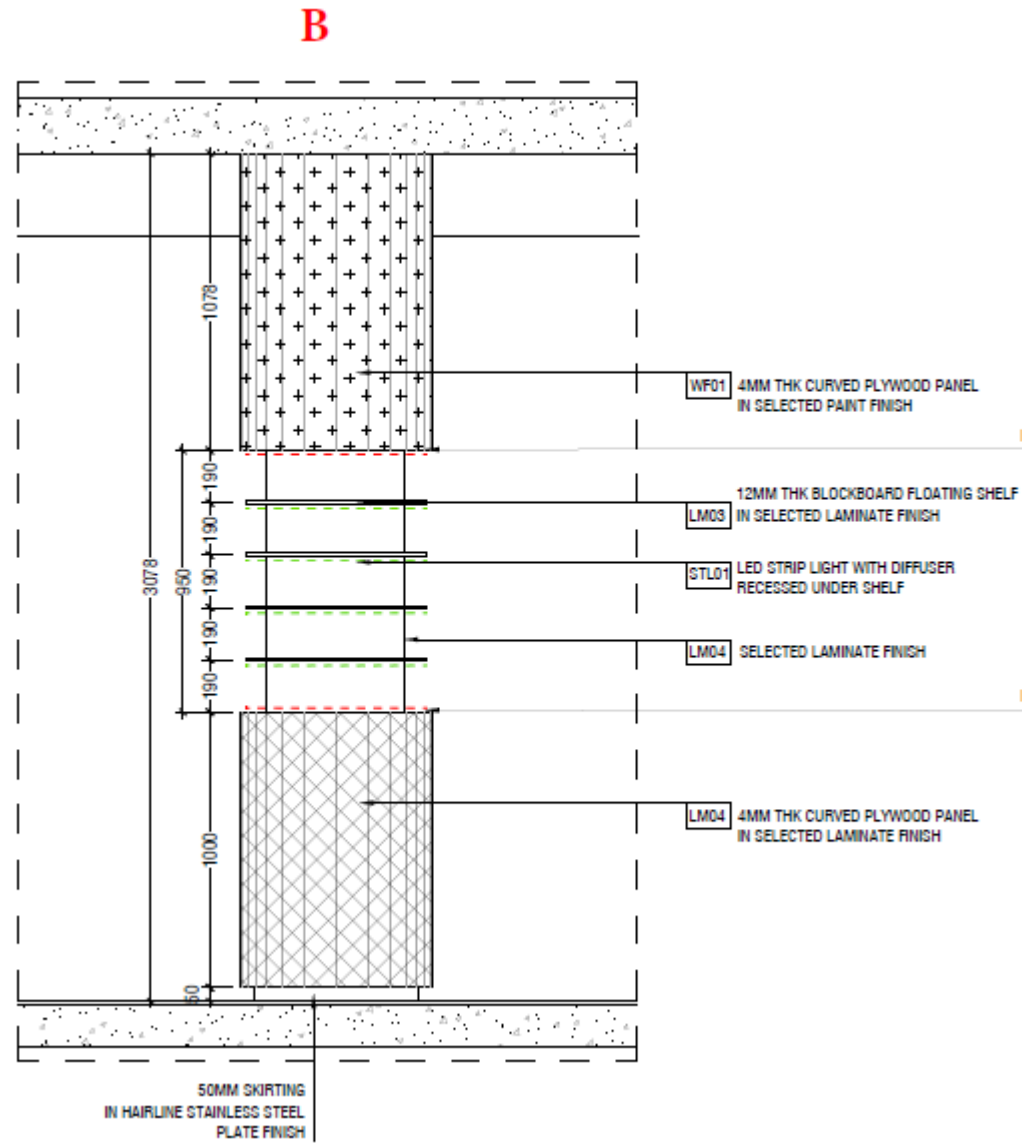 B
1078
WF01
4MM THK CURVED PLYWOOD PANEL
IN SELECTED PAINT FINISH
190
190
190
190
190
950
3078
12MM THK BLOCKBOARD FLOATING SHELF
LM03
IN SELECTED LAMINATE FINISH
STL01
LED STRIP LIGHT WITH DIFFUSER
RECESSED UNDER SHELF
LM04
SELECTED LAMINATE FINISH
1000
LM04
4MM THK CURVED PLYWOOD PANEL
IN SELECTED LAMINATE FINISH
50
50MM SKIRTING
IN HAIRLINE STAINLESS STEEL
PLATE FINISH